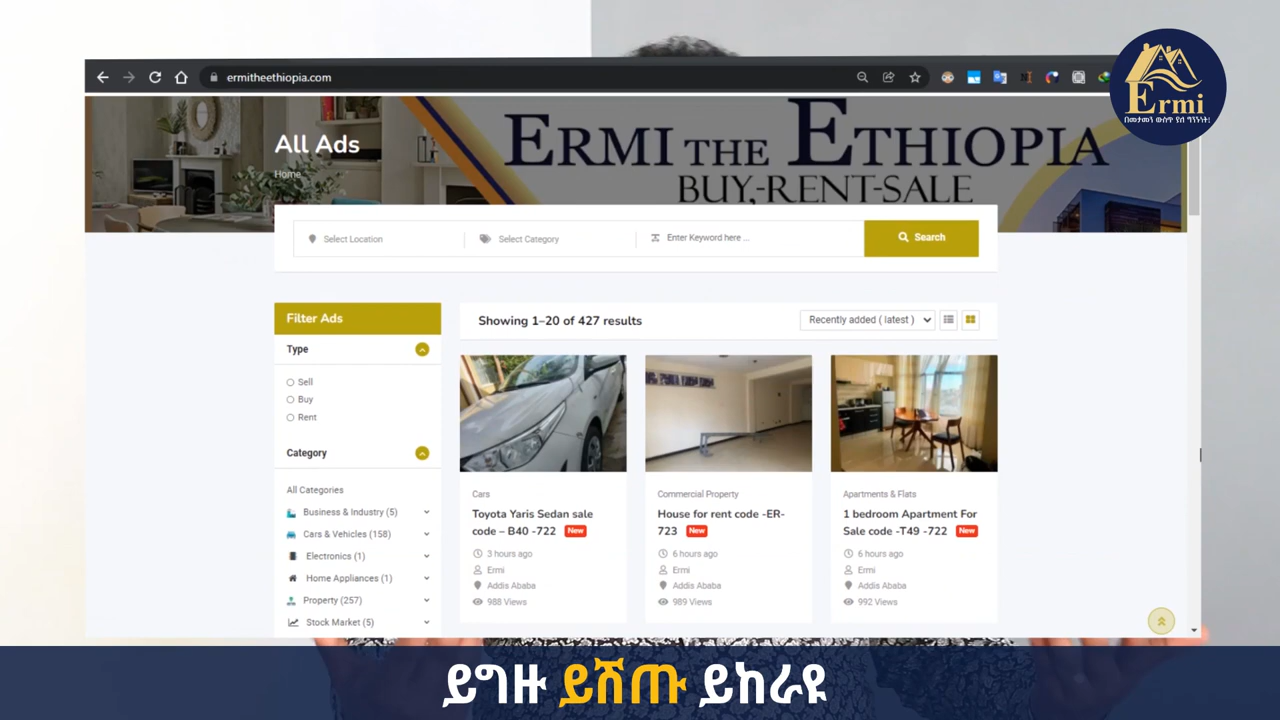 ermitheethiopia.com
Ermi
በመታመን ውስጥ ያለ ግንኙነት!
All Ads
Home
ERMI THE ETHIOPIA
BUY,-RENT-SALE
Select Location
Select Category
Enter Keyword here ...
Search
Filter Ads
Showing 1–20 of 427 results
Recently added ( latest )
Type
Sell
Buy
Rent
Category
All Categories
Business & Industry (5)
Cars & Vehicles (158)
Electronics (1)
Home Appliances (1)
Property (257)
Stock Market (5)
Cars
Toyota Yaris Sedan sale
code – B40 -722 New
3 hours ago
Ermi
Addis Ababa
988 Views
Commercial Property
House for rent code -ER-
723 New
6 hours ago
Ermi
Addis Ababa
989 Views
Apartments & Flats
1 bedroom Apartment For
Sale code -T49 -722 New
6 hours ago
Ermi
Addis Ababa
992 Views
ይግዙ ይሽጡ ይከራዩ